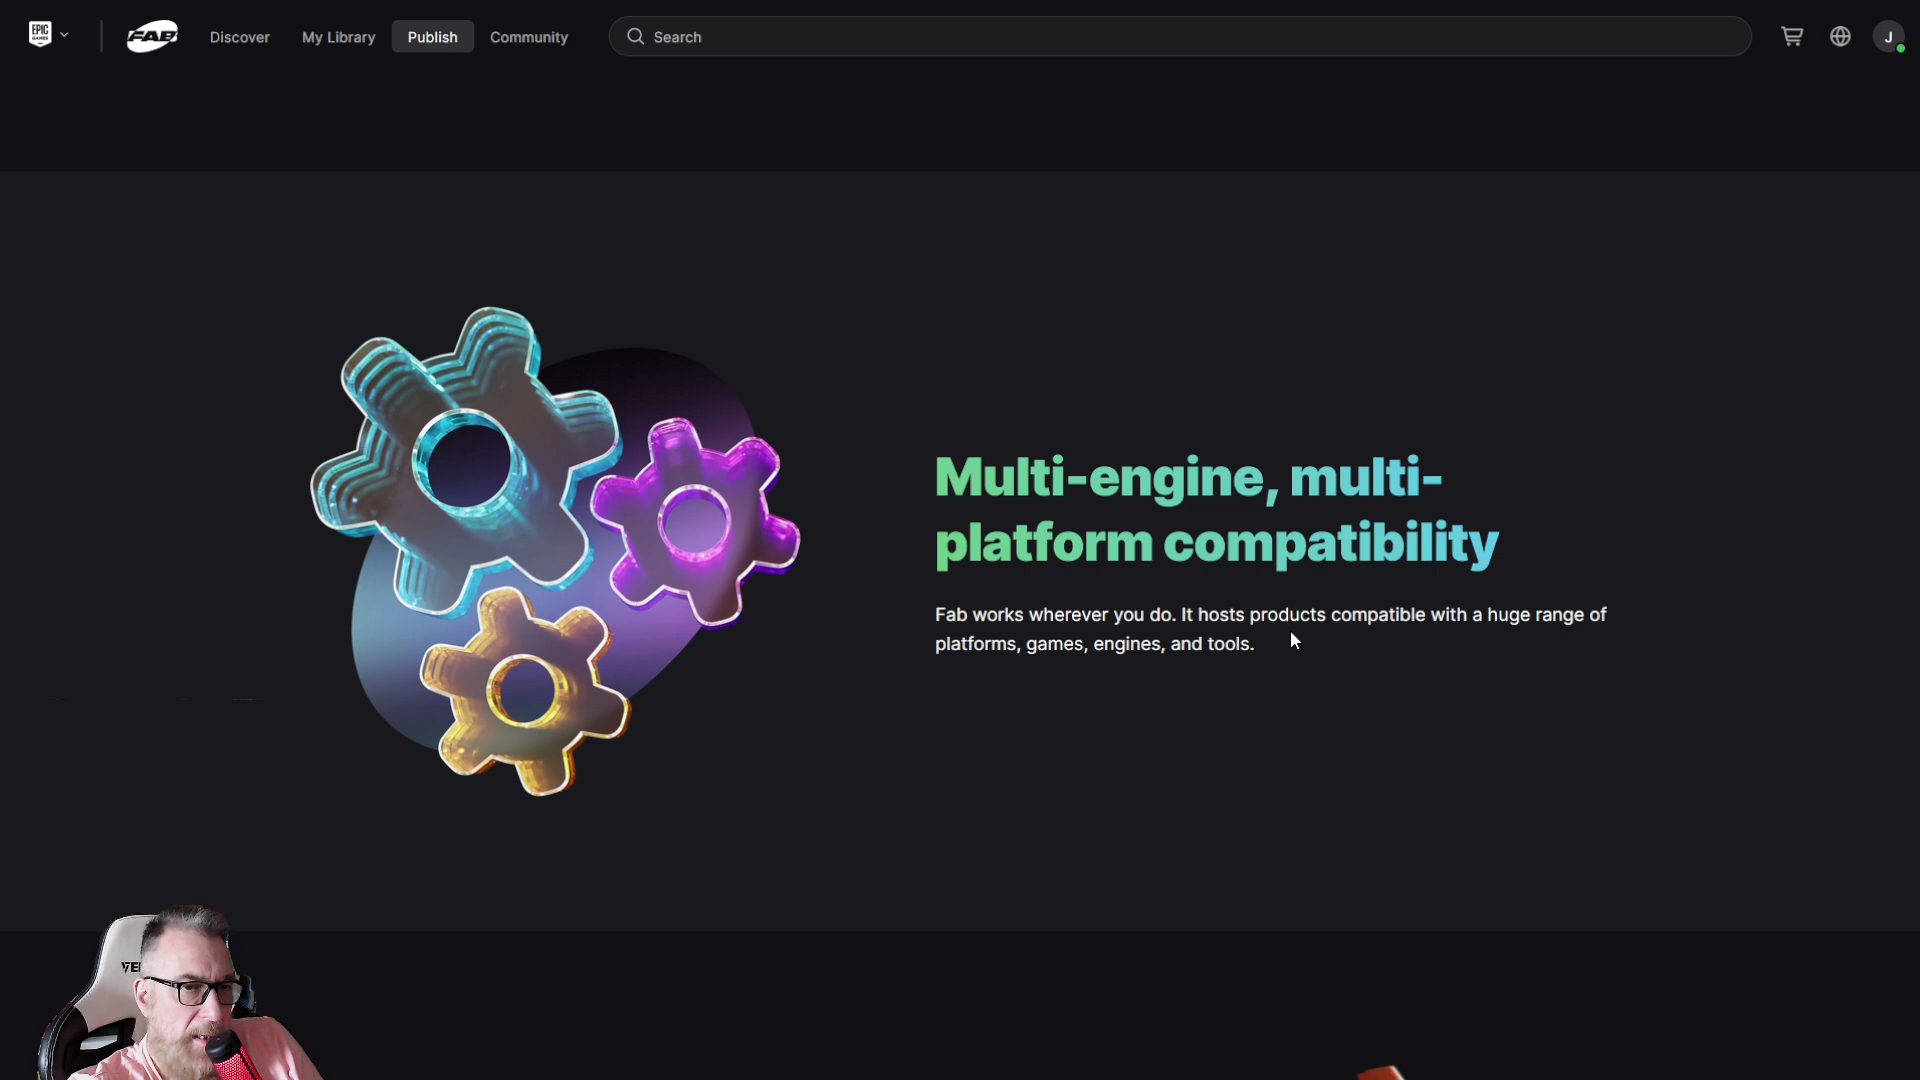 EPIC
GAMES
FAB
Discover
My Library
Publish
Community
Search
J
Multi-engine, multi-
platform compatibility
Fab works wherever you do. It hosts products compatible with a huge range of
platforms, games, engines, and tools.